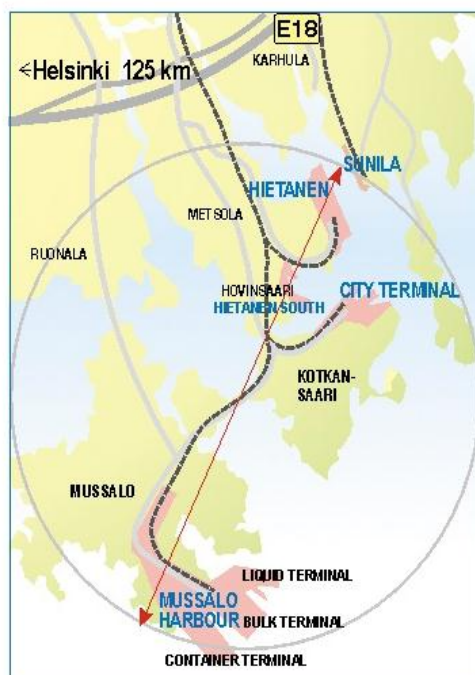 E18
KARHULA
<Helsinki 125 km
SUNILA
HIETANEN
METSOLA
RUONALA
HOVINSAARI
HIETANEN SOUTH
CITY TERMINAL
KOTKAN-
SAARI
MUSSALO
LIQUID TERMINAL
MUSSALO
HARBOUR
BULK TERMINAL
CONTAINER TERMINAL